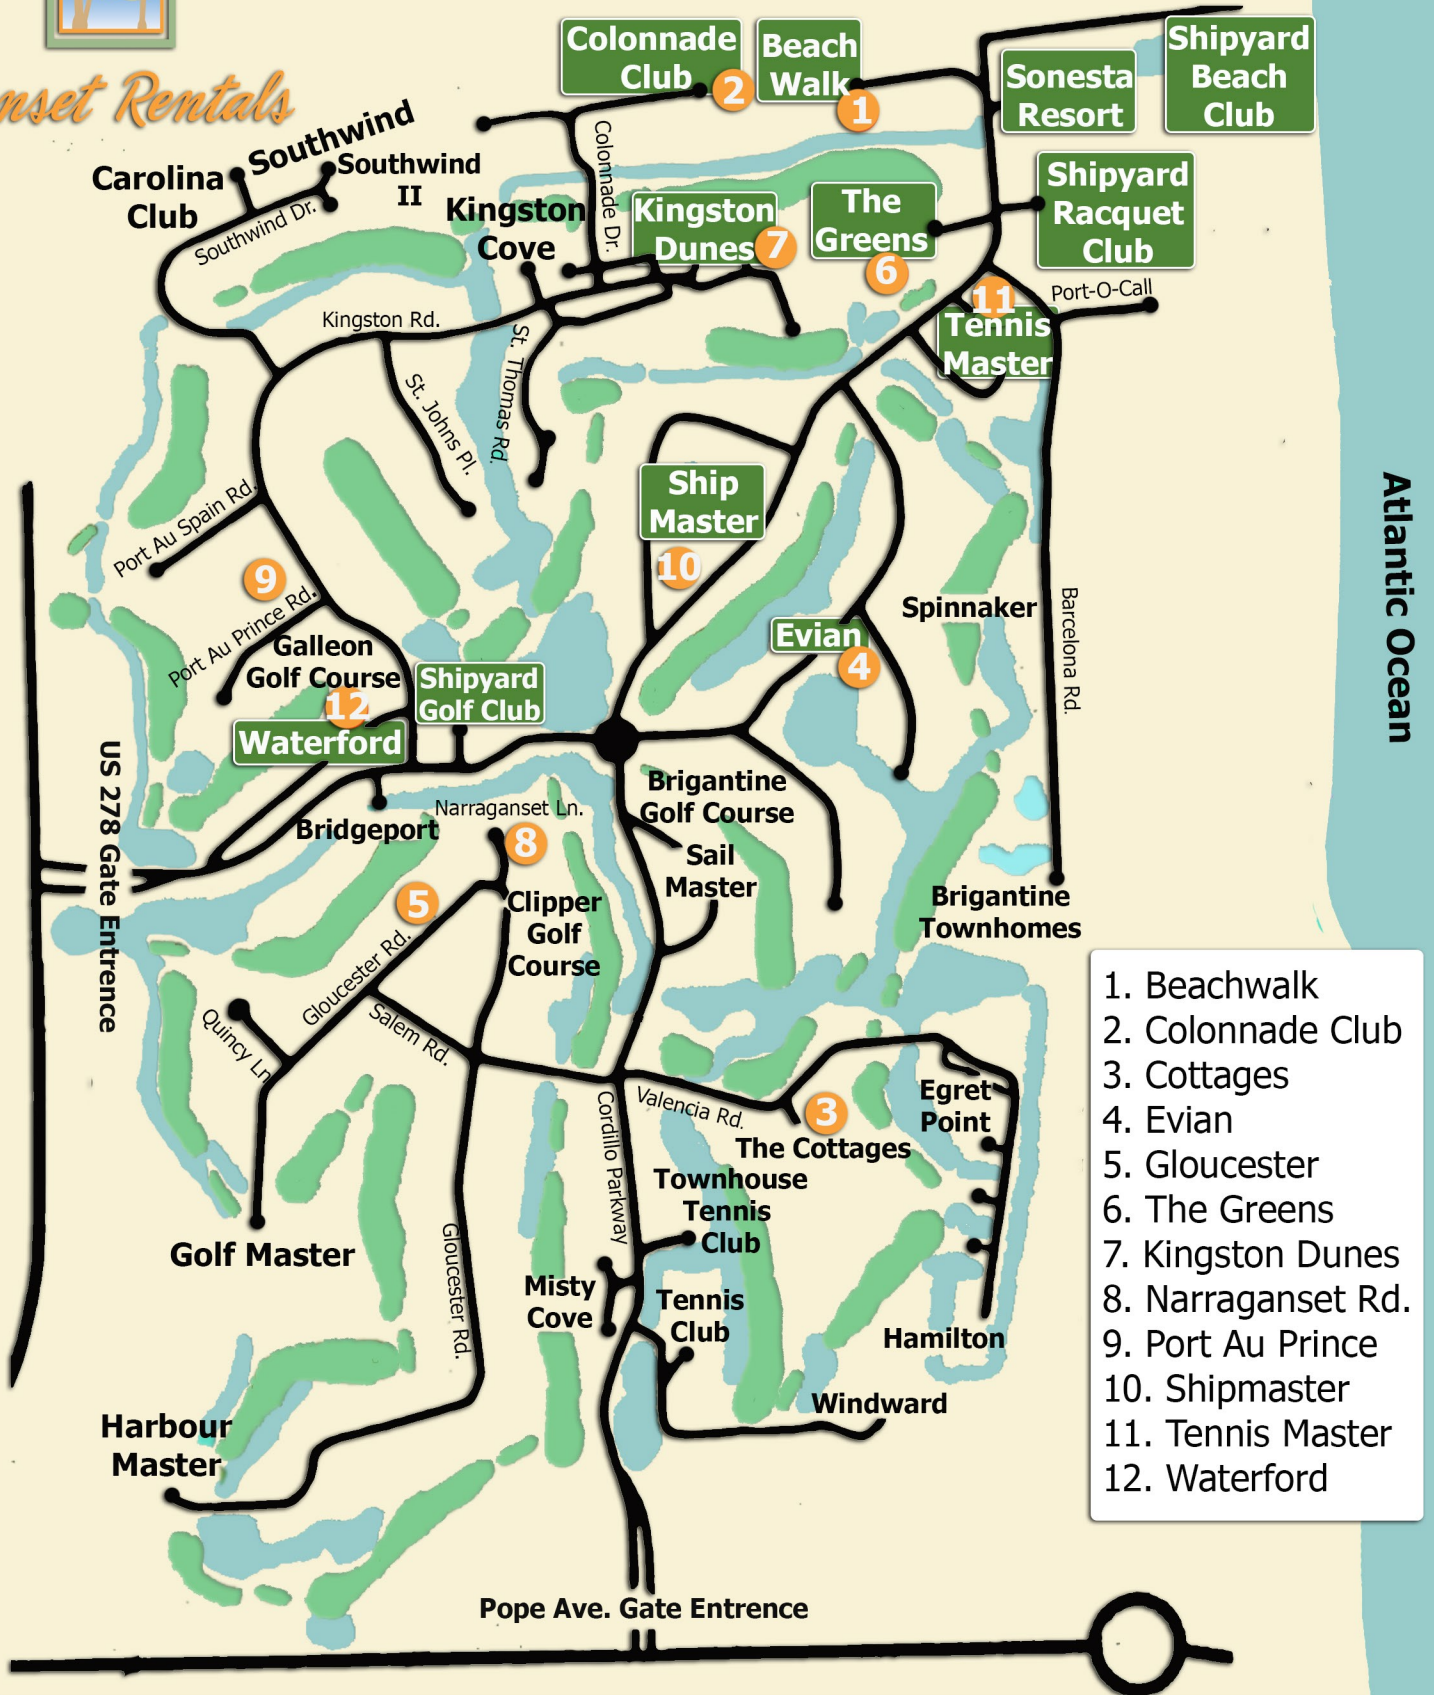 nset Rentals
Colonnade
Club
2
Beach
Walk
1
Sonesta
Resort
Shipyard
Beach
Club
Southwind
Southwind
II
Carolina
Club
Southwind Dr.
Kingston
Cove
Colonnade Dr.
Kingston
Dunes
7
The
Greens
6
Shipyard
Racquet
Club
Port-O-Call
11
Tennis
Master
Kingston Rd.
St. Johns Pl.
St. Thomas Rd.
Ship
Master
10
Port Au Spain Rd.
9
Port Au Prince Rd.
Galleon
Golf Course
12
Waterford
Shipyard
Golf Club
Evian
4
Spinnaker
Barcelona Rd.
Atlantic Ocean
US 278 Gate Entrence
Bridgeport
Narraganset Ln.
8
Brigantine
Golf Course
Sail
Master
5
Clipper
Golf
Course
Brigantine
Townhomes
Gloucester Rd.
Quincy Ln
Salem Rd.
Valencia Rd.
Cordillo Parkway
3
The Cottages
Egret
Point
Townhouse
Tennis
Club
Golf Master
Gloucester Rd.
Misty
Cove
Tennis
Club
Hamilton
Windward
Harbour
Master
Pope Ave. Gate Entrence
1. Beachwalk
2. Colonnade Club
3. Cottages
4. Evian
5. Gloucester
6. The Greens
7. Kingston Dunes
8. Narraganset Rd.
9. Port Au Prince
10. Shipmaster
11. Tennis Master
12. Waterford